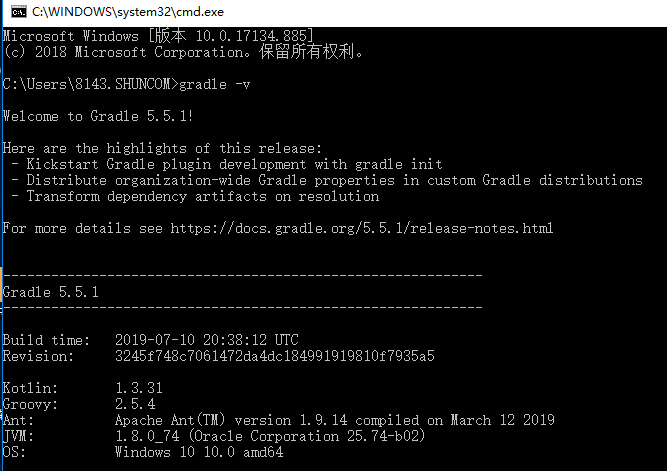 C:\WINDOWS\system32\cmd.exe
Microsoft Windows [版本 10.0.17134.885]
(c) 2018 Microsoft Corporation。保留所有权利。
C:\Users\8143.SHUNCOM>gradle -v
Welcome to Gradle 5.5.1!
Here are the highlights of this release:
- Kickstart Gradle plugin development with gradle init
- Distribute organization-wide Gradle properties in custom Gradle distributions
- Transform dependency artifacts on resolution
For more details see https://docs.gradle.org/5.5.1/release-notes.html
------------------------------------------------------------
Gradle 5.5.1
------------------------------------------------------------
Build time:   2019-07-10 20:38:12 UTC
Revision:     3245f748c7061472da4dc184991919810f7935a5
Kotlin:       1.3.31
Groovy:       2.5.4
Ant:          Apache Ant(TM) version 1.9.14 compiled on March 12 2019
JVM:          1.8.0_74 (Oracle Corporation 25.74-b02)
OS:           Windows 10 10.0 amd64